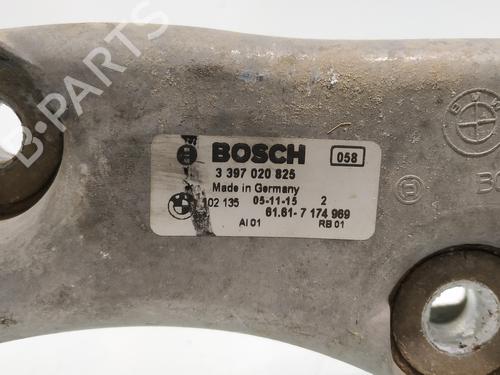 B-PARTS
BOSCH 058
3 397 020 825
Made in Germany
102 135 05-11-15 2
61.61-7 174 969
AI 01 RB 01